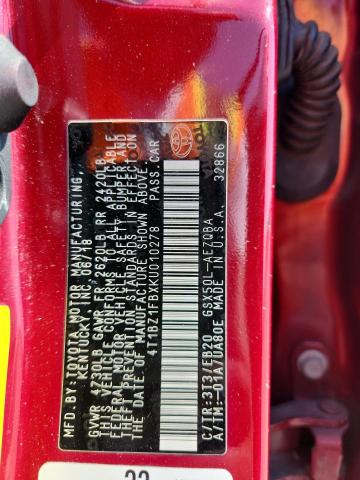 MFD.BY: TOYOTA MOTOR MANUFACTURING,
KENTUCKY, INC. 08/18
GVWR 4730LB GAWR FR 2620LB RR 2420LB
THIS VEHICLE CONFORMS TO ALL APPLICABLE
FEDERAL MOTOR VEHICLE SAFETY, BUMPER, AND
THEFT PREVENTION STANDARDS IN EFFECT ON
THE DATE OF MANUFACTURE SHOWN ABOVE.
4T1BZ1FBXKU010278 PASS.CAR
C/TR: 3T3/FB20 GSX50L-AEZQBA
A/TM: -01A/UA80E MADE IN U.S.A. 32866